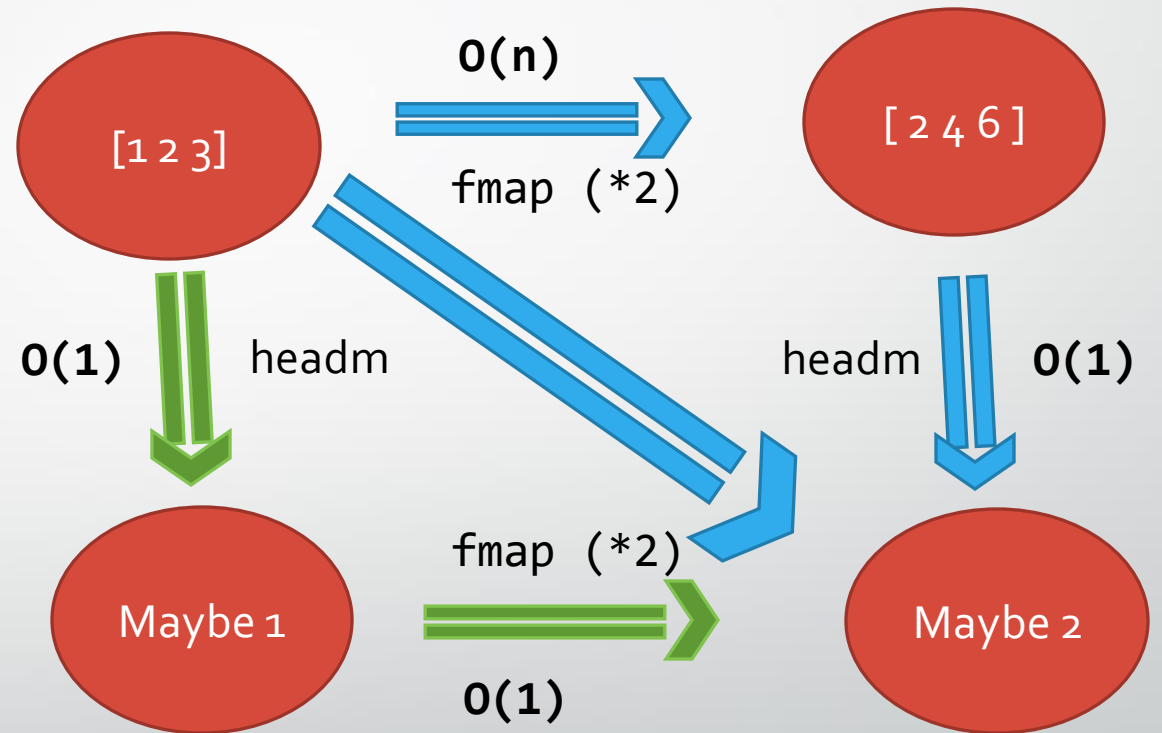 O(n)
[1 2 3]
[ 2 4 6 ]
fmap (*2)
O(1)
headm
headm
O(1)
fmap (*2)
Maybe 1
Maybe 2
O(1)